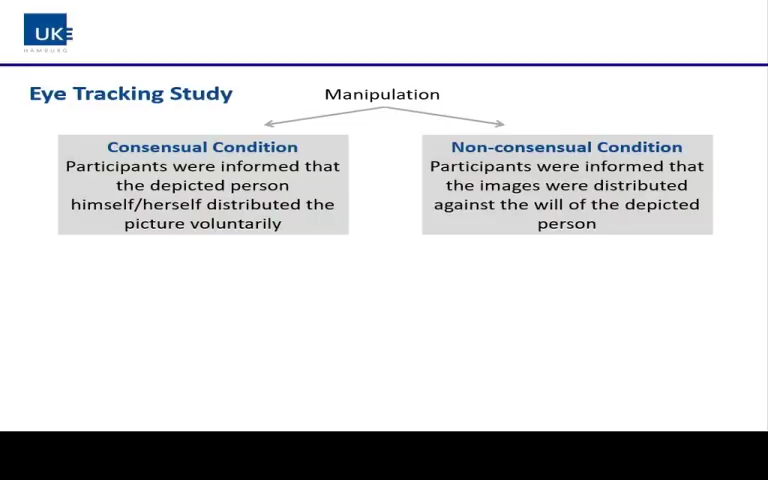 UKE
HAMBURG
Eye Tracking Study
Manipulation
Consensual Condition
Participants were informed that
the depicted person
himself/herself distributed the
picture voluntarily
Non-consensual Condition
Participants were informed that
the images were distributed
against the will of the depicted
person